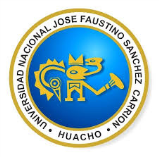 UNIVERSIDAD NACIONAL JOSE FAUSTINO SANCHEZ CARRION
• HUACHO •